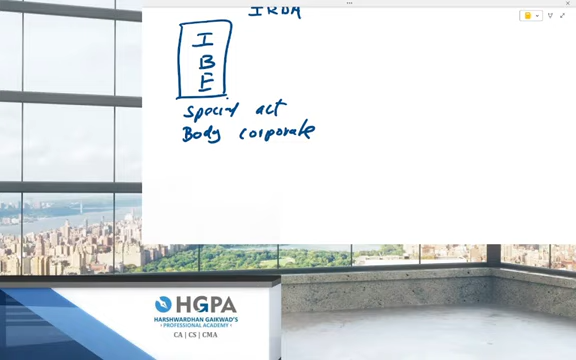 IRDA
I
B
E
special act
Body corporate
HGPA
HARSHWARDHAN GAIKWAD'S
PROFESSIONAL ACADEMY
CA | CS | CMA